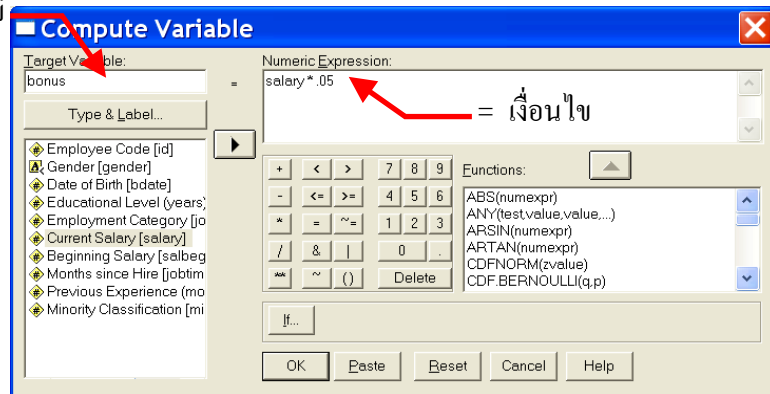 Compute Variable
Target Variable:
bonus
=
Numeric Expression:
salary * .05
= เงื่อนไข
Type & Label...
Employee Code [id]
Gender [gender]
Date of Birth [bdate]
Educational Level (years)
Employment Category [jo
Current Salary [salary]
Beginning Salary [salbeg
Months since Hire [jobtim
Previous Experience (mo
Minority Classification [mi
+ < > 7 8 9
- <= >= 4 5 6
* = ~= 1 2 3
/ & | 0 .
** ~ () Delete
Functions:
ABS(numexpr)
ANY(test,value,value,...)
ARSIN(numexpr)
ARTAN(numexpr)
CDFNORM(zvalue)
CDF.BERNOULLI(q,p)
If...
OK Paste Reset Cancel Help